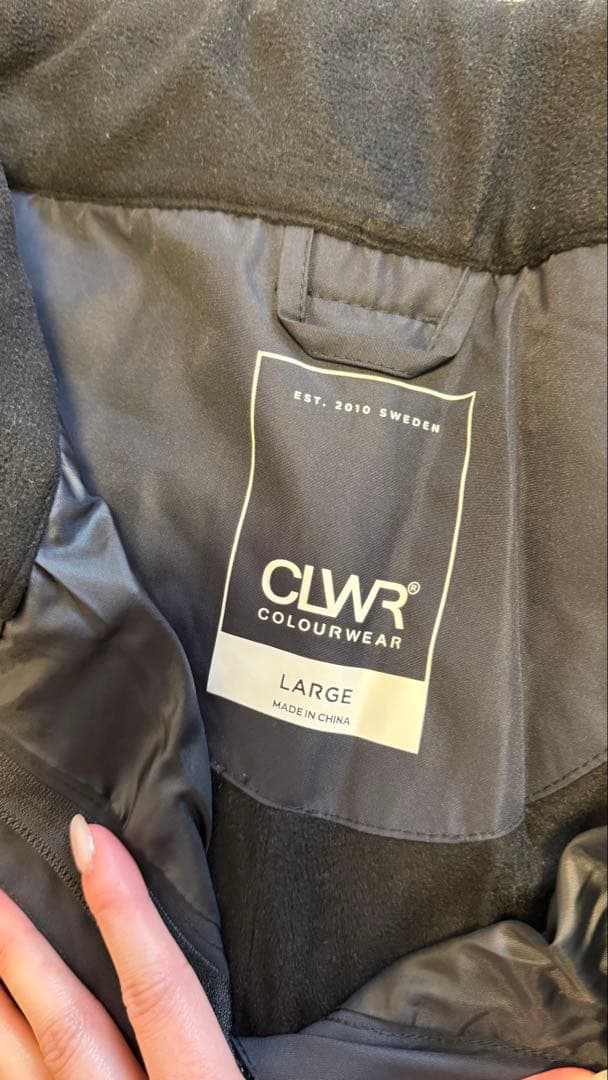 EST. 2010 SWEDEN
CLWR®
COLOURWEAR
LARGE
MADE IN CHINA